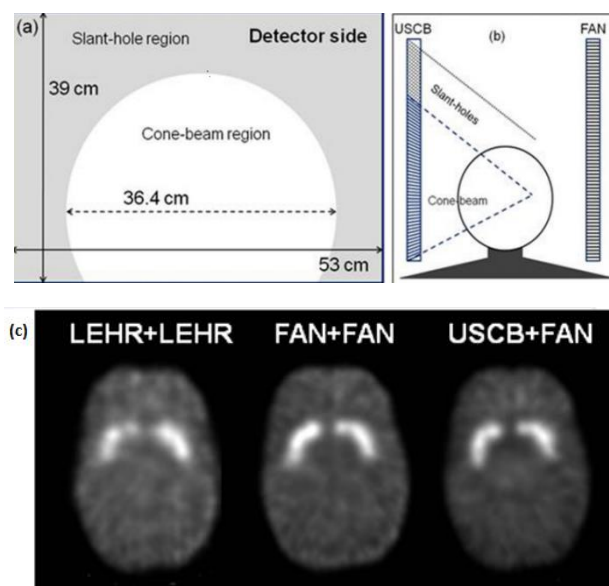 (a)
Slant-hole region
Detector side
39 cm
Cone-beam region
36.4 cm
53 cm
USCB
(b)
FAN
Slant-holes
Cone-beam
(c)
LEHR+LEHR
FAN+FAN
USCB+FAN